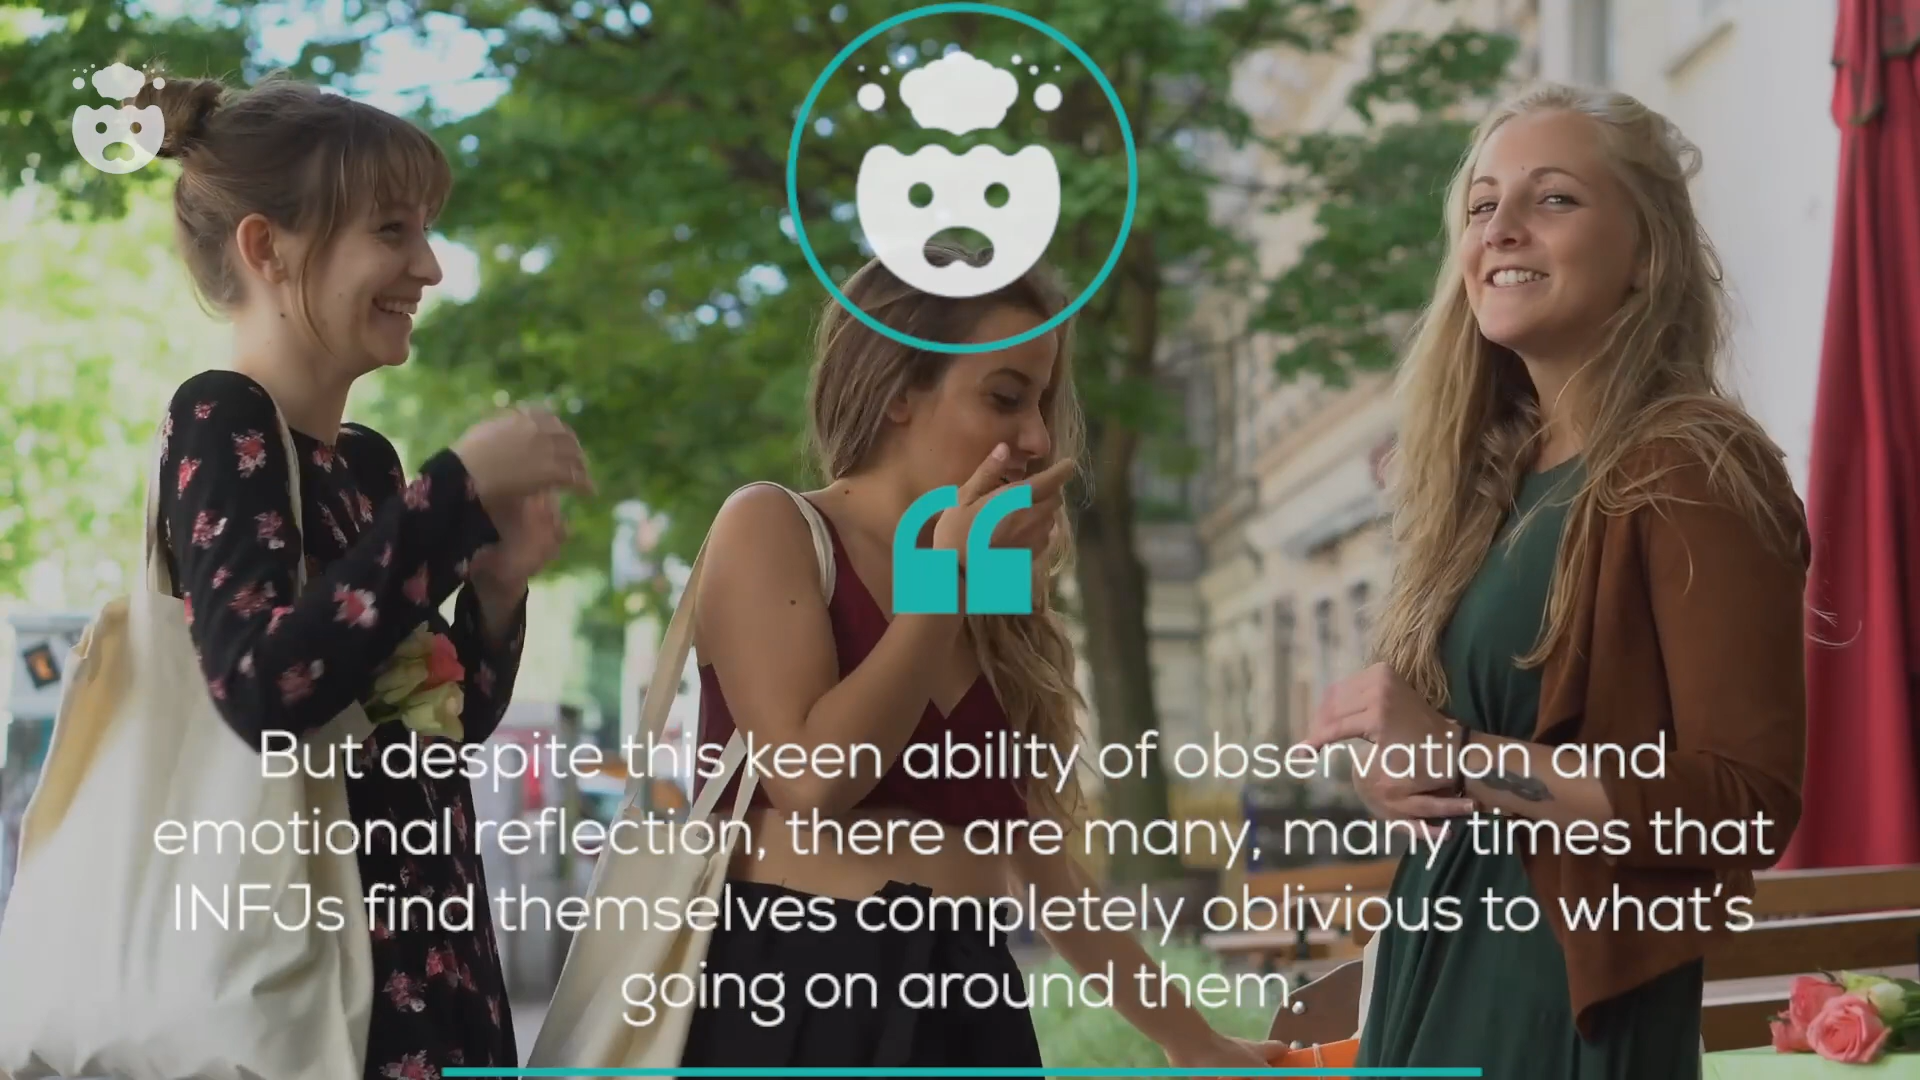 But despite this keen ability of observation and
emotional reflection, there are many, many times that
INFJs find themselves completely oblivious to what's
going on around them.